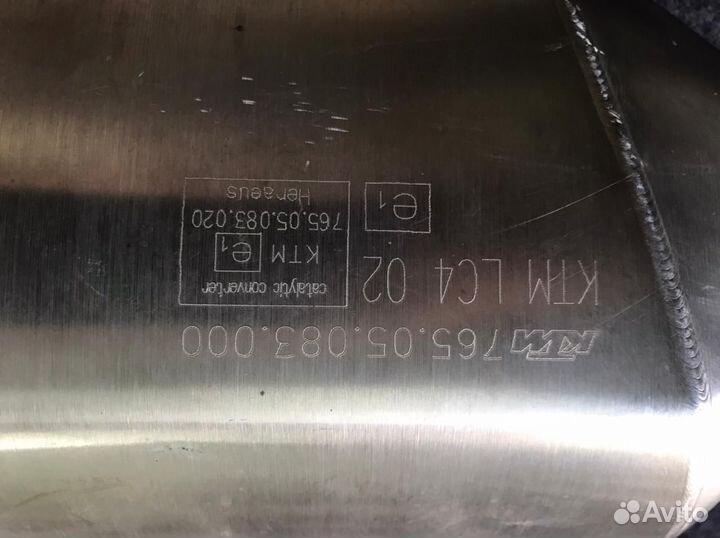 KTM 765.05.083.000
KTM LC4 02
e1
catalytic converter
KTM e1
765.05.083.020
Heraeus
Avito